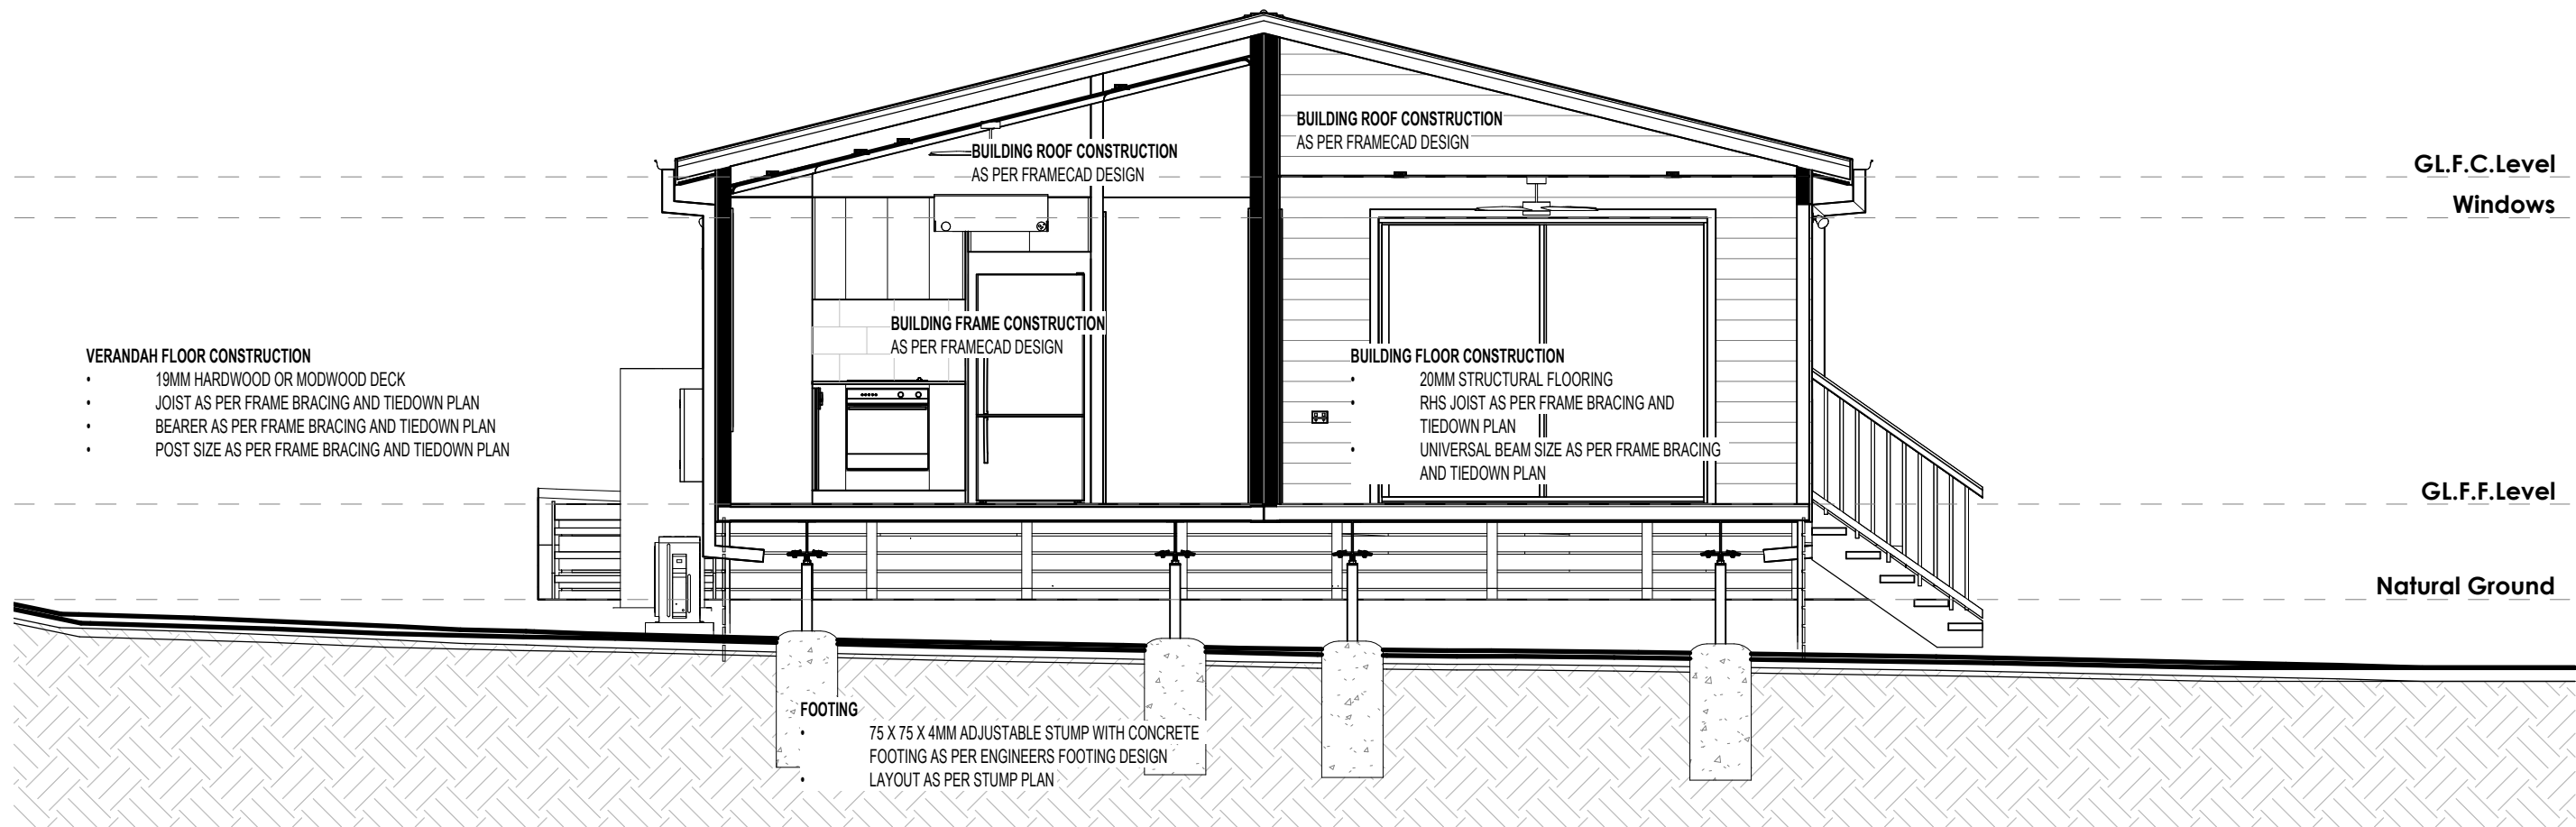 BUILDING ROOF CONSTRUCTION
AS PER FRAMECAD DESIGN
BUILDING ROOF CONSTRUCTION
AS PER FRAMECAD DESIGN
GL.F.C.Level
Windows
BUILDING FRAME CONSTRUCTION
AS PER FRAMECAD DESIGN
VERANDAH FLOOR CONSTRUCTION
• 19MM HARDWOOD OR MODWOOD DECK
• JOIST AS PER FRAME BRACING AND TIEDOWN PLAN
• BEARER AS PER FRAME BRACING AND TIEDOWN PLAN
• POST SIZE AS PER FRAME BRACING AND TIEDOWN PLAN
BUILDING FLOOR CONSTRUCTION
• 20MM STRUCTURAL FLOORING
• RHS JOIST AS PER FRAME BRACING AND
TIEDOWN PLAN
• UNIVERSAL BEAM SIZE AS PER FRAME BRACING
AND TIEDOWN PLAN
GL.F.F.Level
Natural Ground
FOOTING
• 75 X 75 X 4MM ADJUSTABLE STUMP WITH CONCRETE
FOOTING AS PER ENGINEERS FOOTING DESIGN
• LAYOUT AS PER STUMP PLAN